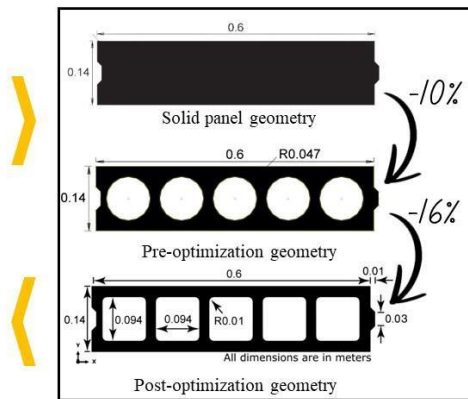 0.6
0.14
Solid panel geometry
-10%
0.6
R0.047
0.14
Pre-optimization geometry
-16%
0.6
0.01
0.14
0.094
0.094
R0.01
0.03
All dimensions are in meters
Y
X
Post-optimization geometry